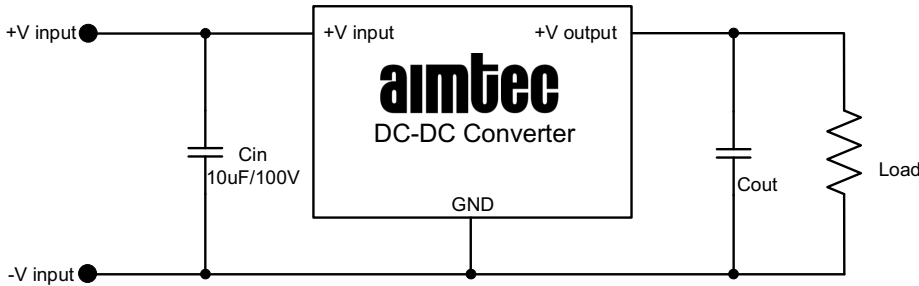 +V input
+V input
+V output
aimtec
DC-DC Converter
Cin
10uF/100V
Cout
Load
GND
-V input